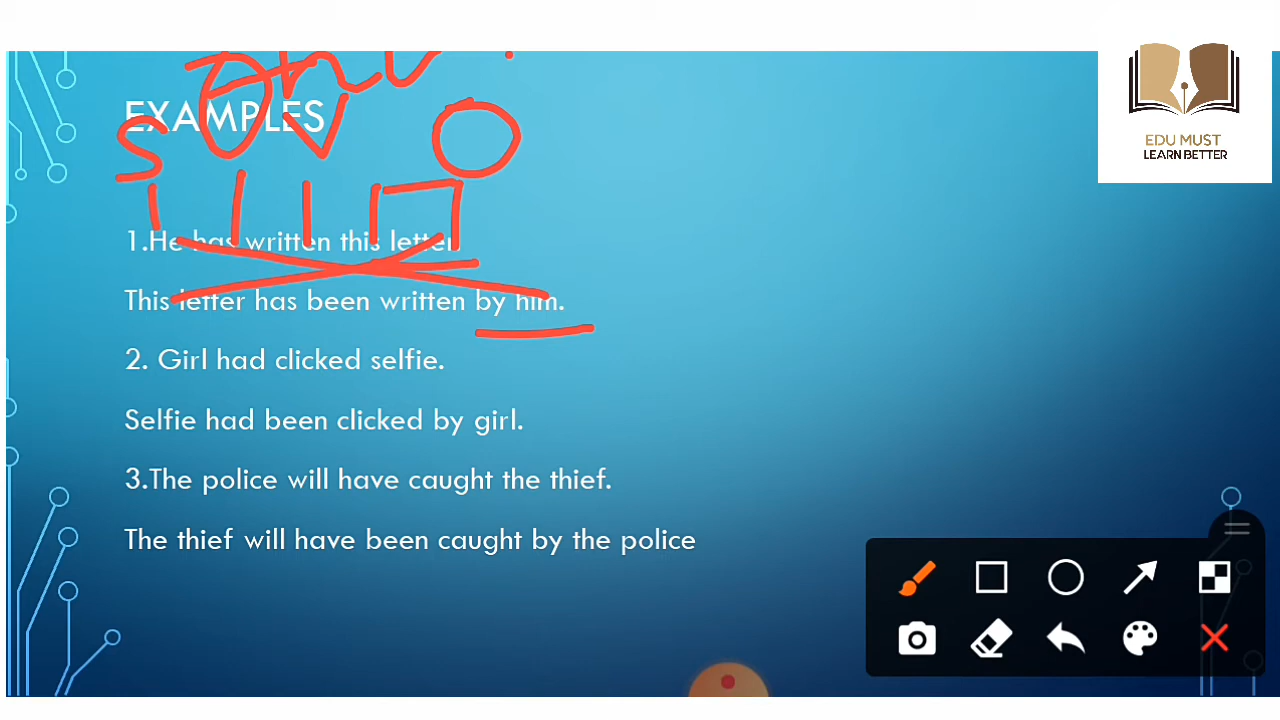 EXAMPLES
S V O
1.He has written this letter.
This letter has been written by him.
2. Girl had clicked selfie.
Selfie had been clicked by girl.
3.The police will have caught the thief.
The thief will have been caught by the police
EDU MUST
LEARN BETTER